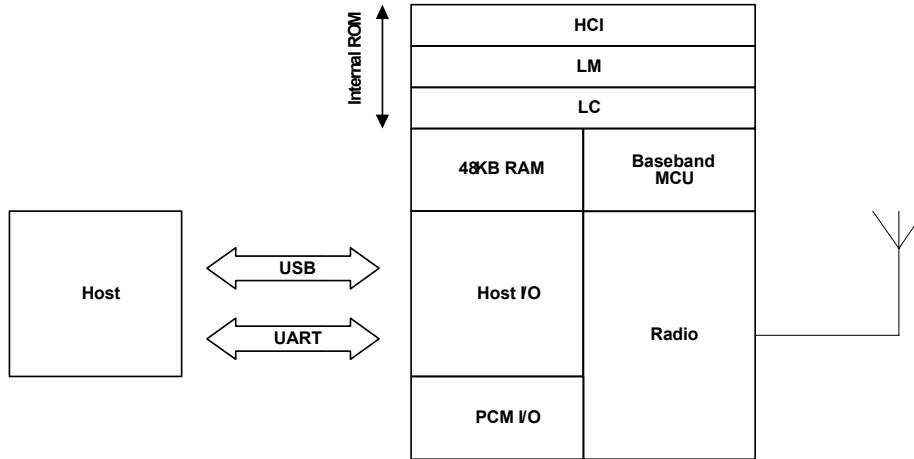 Internal ROM
HCI
LM
LC
48KB RAM
Baseband
MCU
Host
USB
UART
Host I/O
Radio
PCM I/O